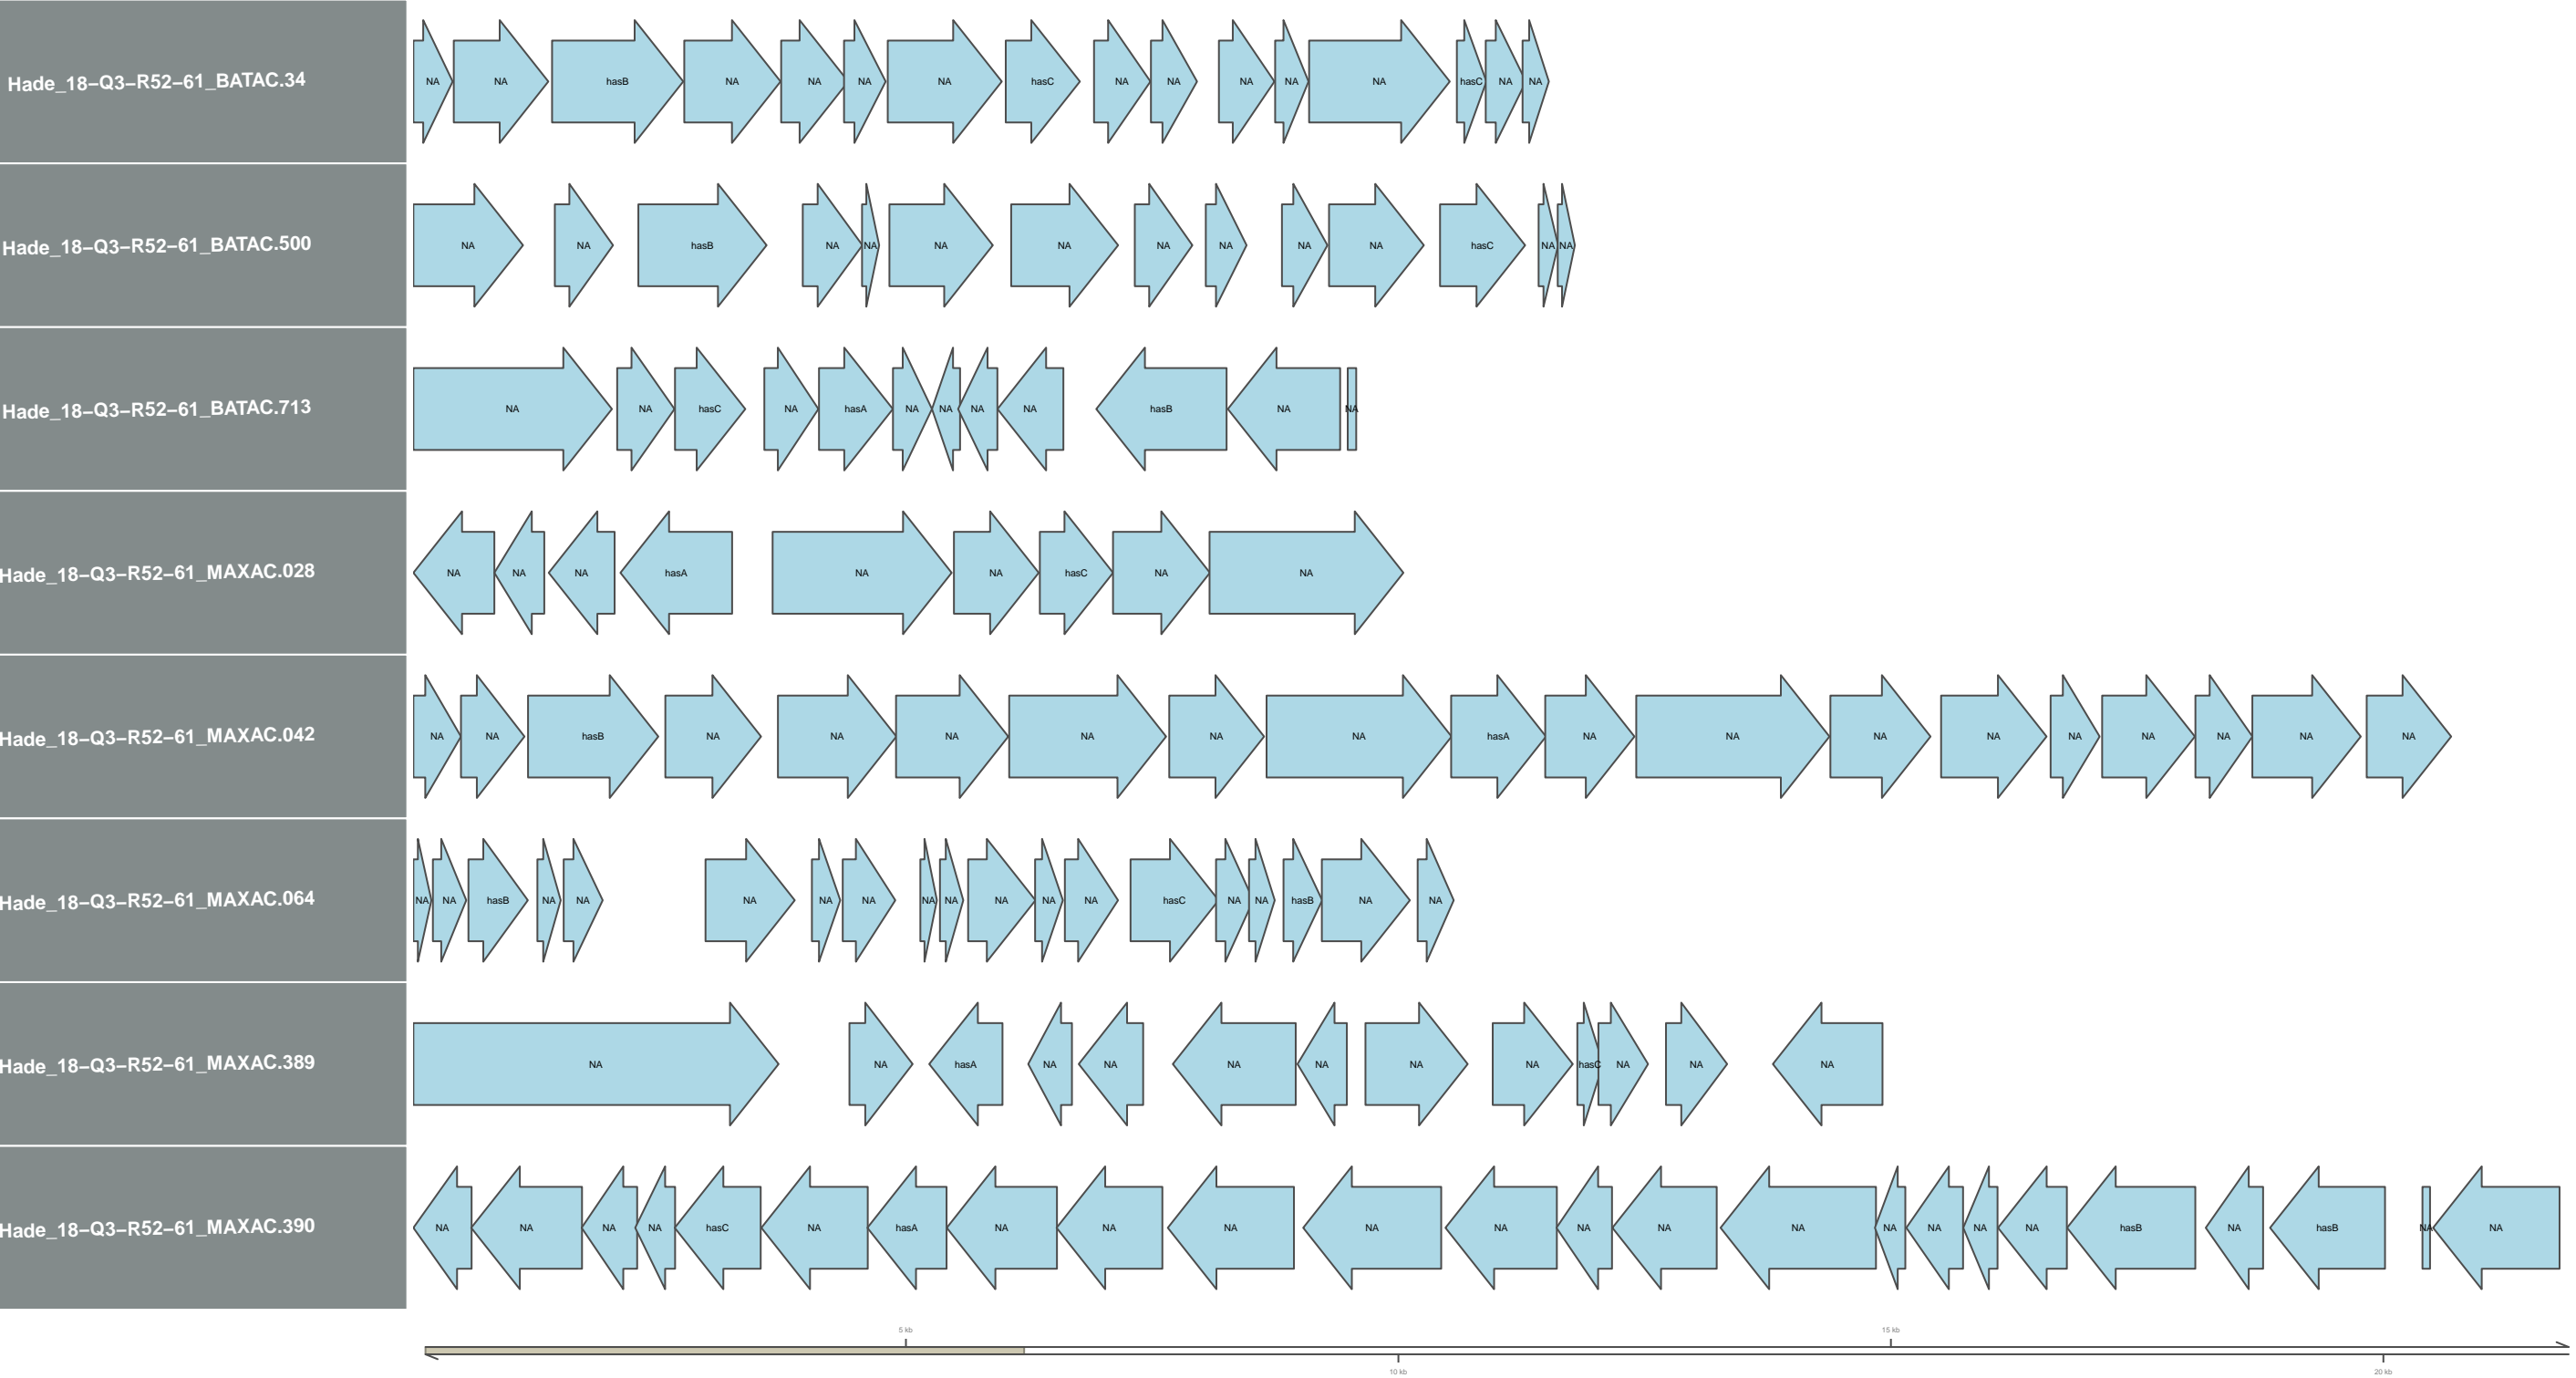 Hade_18–Q3–R52–61_BATAC.34
NA NA hasB NA NA NA NA hasC NA NA NA NA NA hasC NA NA
Hade_18–Q3–R52–61_BATAC.500
NA NA hasB NA NA NA NA NA NA NA NA hasC NA NA
Hade_18–Q3–R52–61_BATAC.713
NA NA hasC NA hasA NA NA NA NA hasB NA NA
Hade_18–Q3–R52–61_MAXAC.028
NA NA NA hasA NA NA hasC NA NA
Hade_18–Q3–R52–61_MAXAC.042
NA NA hasB NA NA NA NA NA NA hasA NA NA NA NA NA NA NA NA NA
Hade_18–Q3–R52–61_MAXAC.064
NA NA hasB NA NA NA NA NA NA NA NA NA NA hasC NA NA hasB NA NA
Hade_18–Q3–R52–61_MAXAC.389
NA NA hasA NA NA NA NA NA NA hasC NA NA NA
Hade_18–Q3–R52–61_MAXAC.390
NA NA NA NA hasC NA hasA NA NA NA NA NA NA NA NA NA NA NA NA hasB NA hasB NA NA
5 kb 15 kb
10 kb 20 kb